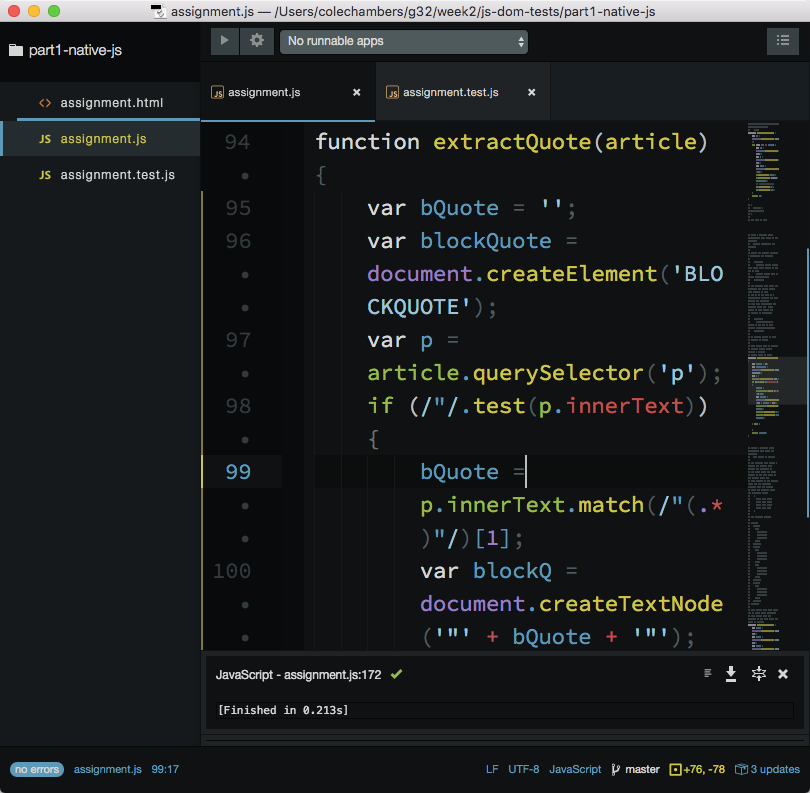 assignment.js — /Users/colechambers/g32/week2/js-dom-tests/part1-native-js
part1-native-js
No runnable apps
<> assignment.html
JS assignment.js
JS assignment.test.js
JS assignment.js
JS assignment.test.js
94 function extractQuote(article)
{
95 var bQuote = '';
96 var blockQuote =
document.createElement('BLO
CKQUOTE');
97 var p =
article.querySelector('p');
98 if (/"/.test(p.innerText))
{
99 bQuote =
p.innerText.match(/"(.*
)"/)[1];
100 var blockQ =
document.createTextNode
('"' + bQuote + '"');
JavaScript - assignment.js:172
[Finished in 0.213s]
no errors assignment.js 99:17 LF UTF-8 JavaScript master +76, -78 3 updates